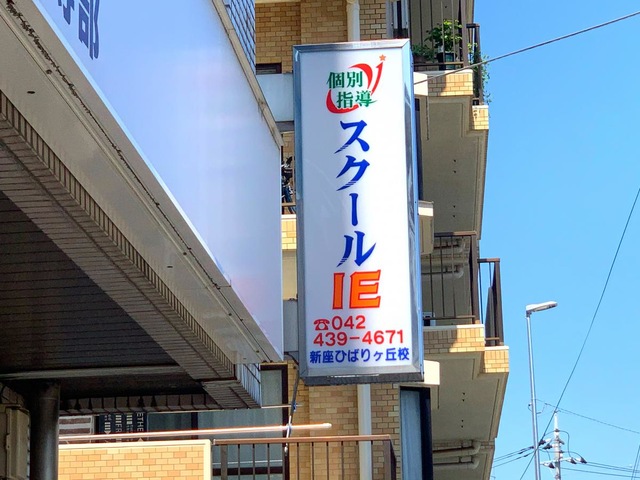 個別
指導
スクール
IE
☎042
439-4671
新座ひばりヶ丘校
部